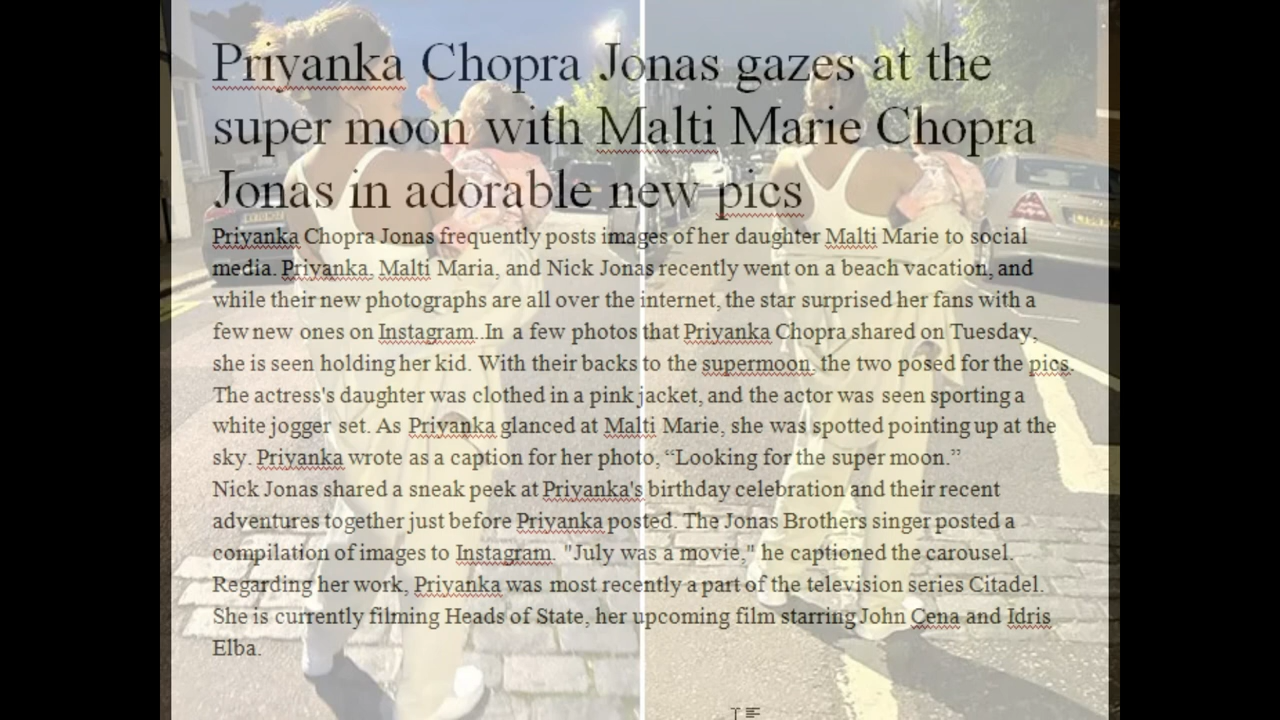 Priyanka Chopra Jonas gazes at the
super moon with Malti Marie Chopra
Jonas in adorable new pics
Priyanka Chopra Jonas frequently posts images of her daughter Malti Marie to social
media. Priyanka, Malti Maria, and Nick Jonas recently went on a beach vacation, and
while their new photographs are all over the internet, the star surprised her fans with a
few new ones on Instagram..In a few photos that Priyanka Chopra shared on Tuesday,
she is seen holding her kid. With their backs to the supermoon, the two posed for the pics.
The actress's daughter was clothed in a pink jacket, and the actor was seen sporting a
white jogger set. As Priyanka glanced at Malti Marie, she was spotted pointing up at the
sky. Priyanka wrote as a caption for her photo, “Looking for the super moon.”
Nick Jonas shared a sneak peek at Priyanka's birthday celebration and their recent
adventures together just before Priyanka posted. The Jonas Brothers singer posted a
compilation of images to Instagram. "July was a movie," he captioned the carousel.
Regarding her work, Priyanka was most recently a part of the television series Citadel.
She is currently filming Heads of State, her upcoming film starring John Cena and Idris
Elba.